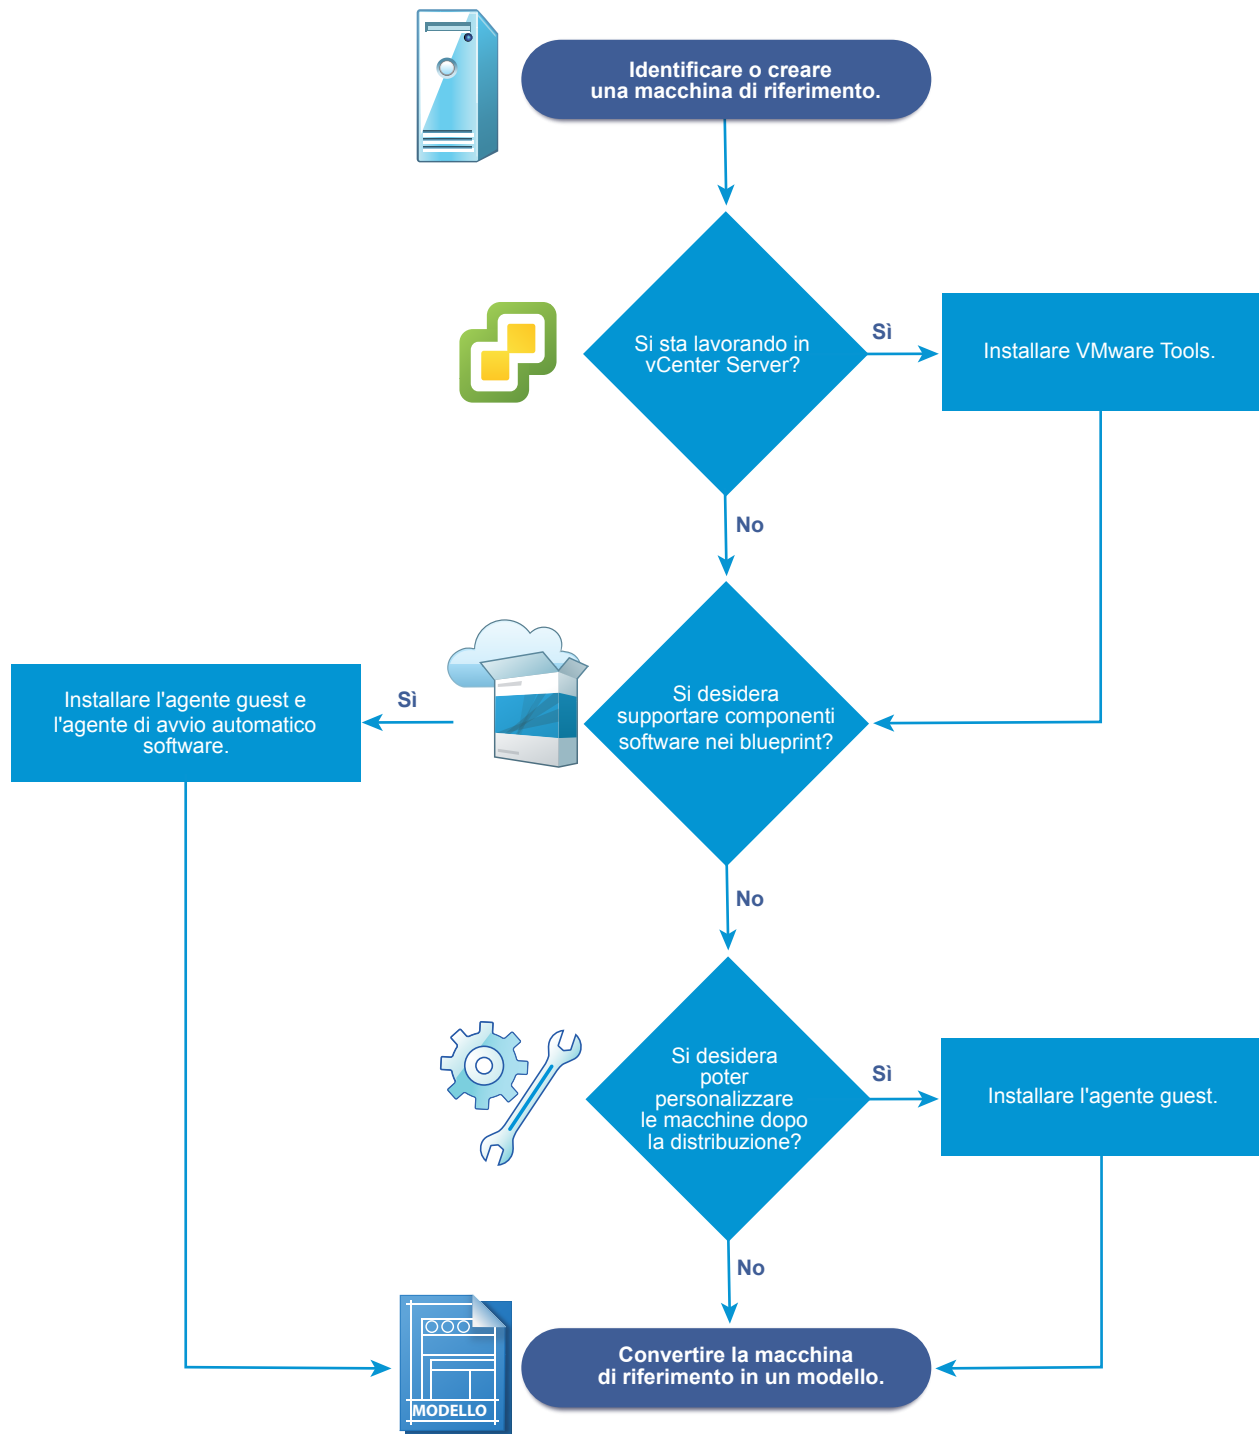 Identificare o creare
una macchina di riferimento.
Si sta lavorando in
vCenter Server?
Sì
Installare VMware Tools.
No
Si desidera
supportare componenti
software nei blueprint?
Sì
Installare l'agente guest e
l'agente di avvio automatico
software.
No
Si desidera
poter
personalizzare
le macchine dopo
la distribuzione?
Sì
Installare l'agente guest.
No
MODELLO
Convertire la macchina
di riferimento in un modello.